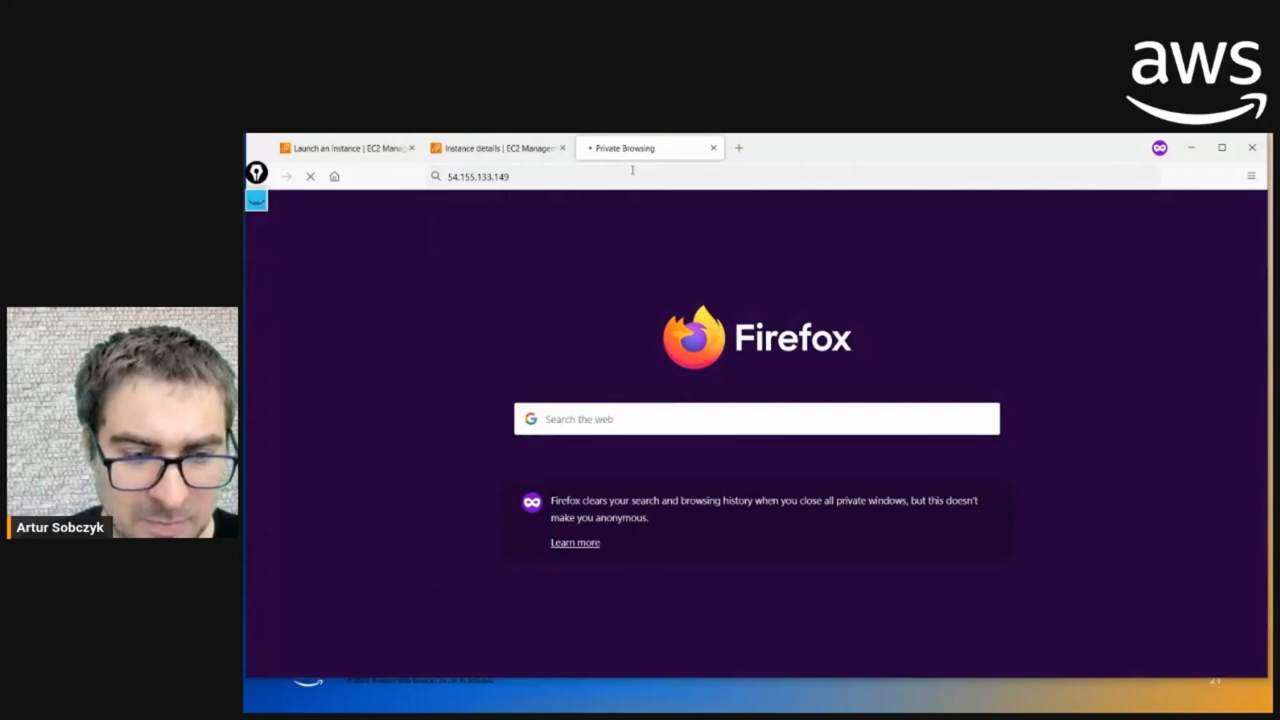 aws
Launch an instance | EC2 Manag
Instance details | EC2 Managem
Private Browsing
54.155.133.149
Firefox
Search the web
Firefox clears your search and browsing history when you close all private windows, but this doesn't
make you anonymous.
Learn more
Artur Sobczyk
21